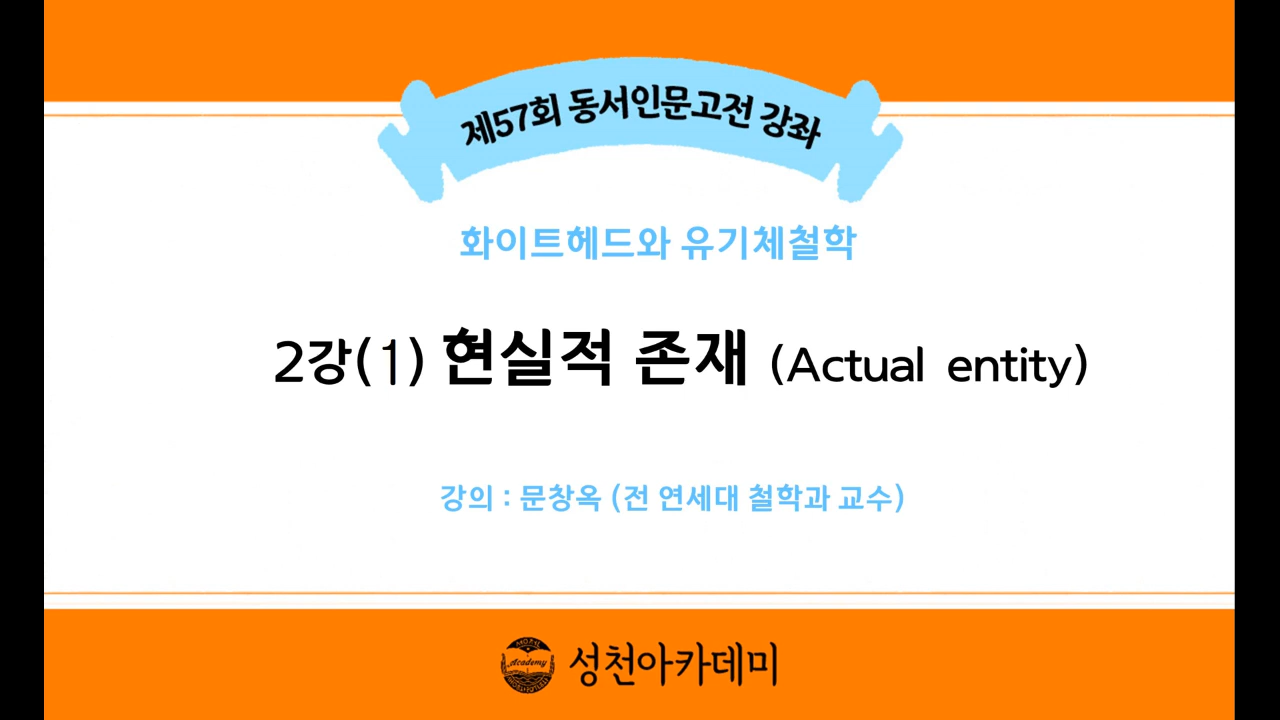 제57회 동서인문고전 강좌
화이트헤드와 유기체철학
2강(1) 현실적 존재 (Actual entity)
강의 : 문창옥 (전 연세대 철학과 교수)
Academy
성천아카데미